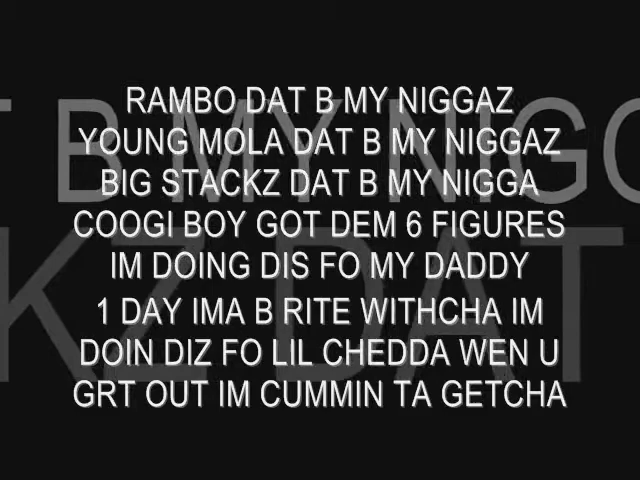 RAMBO DAT B MY NIGGAZ
YOUNG MOLA DAT B MY NIGGAZ
BIG STACKZ DAT B MY NIGGA
COOGI BOY GOT DEM 6 FIGURES
IM DOING DIS FO MY DADDY
1 DAY IMA B RITE WITHCHA IM
DOIN DIZ FO LIL CHEDDA WEN U
GRT OUT IM CUMMIN TA GETCHA